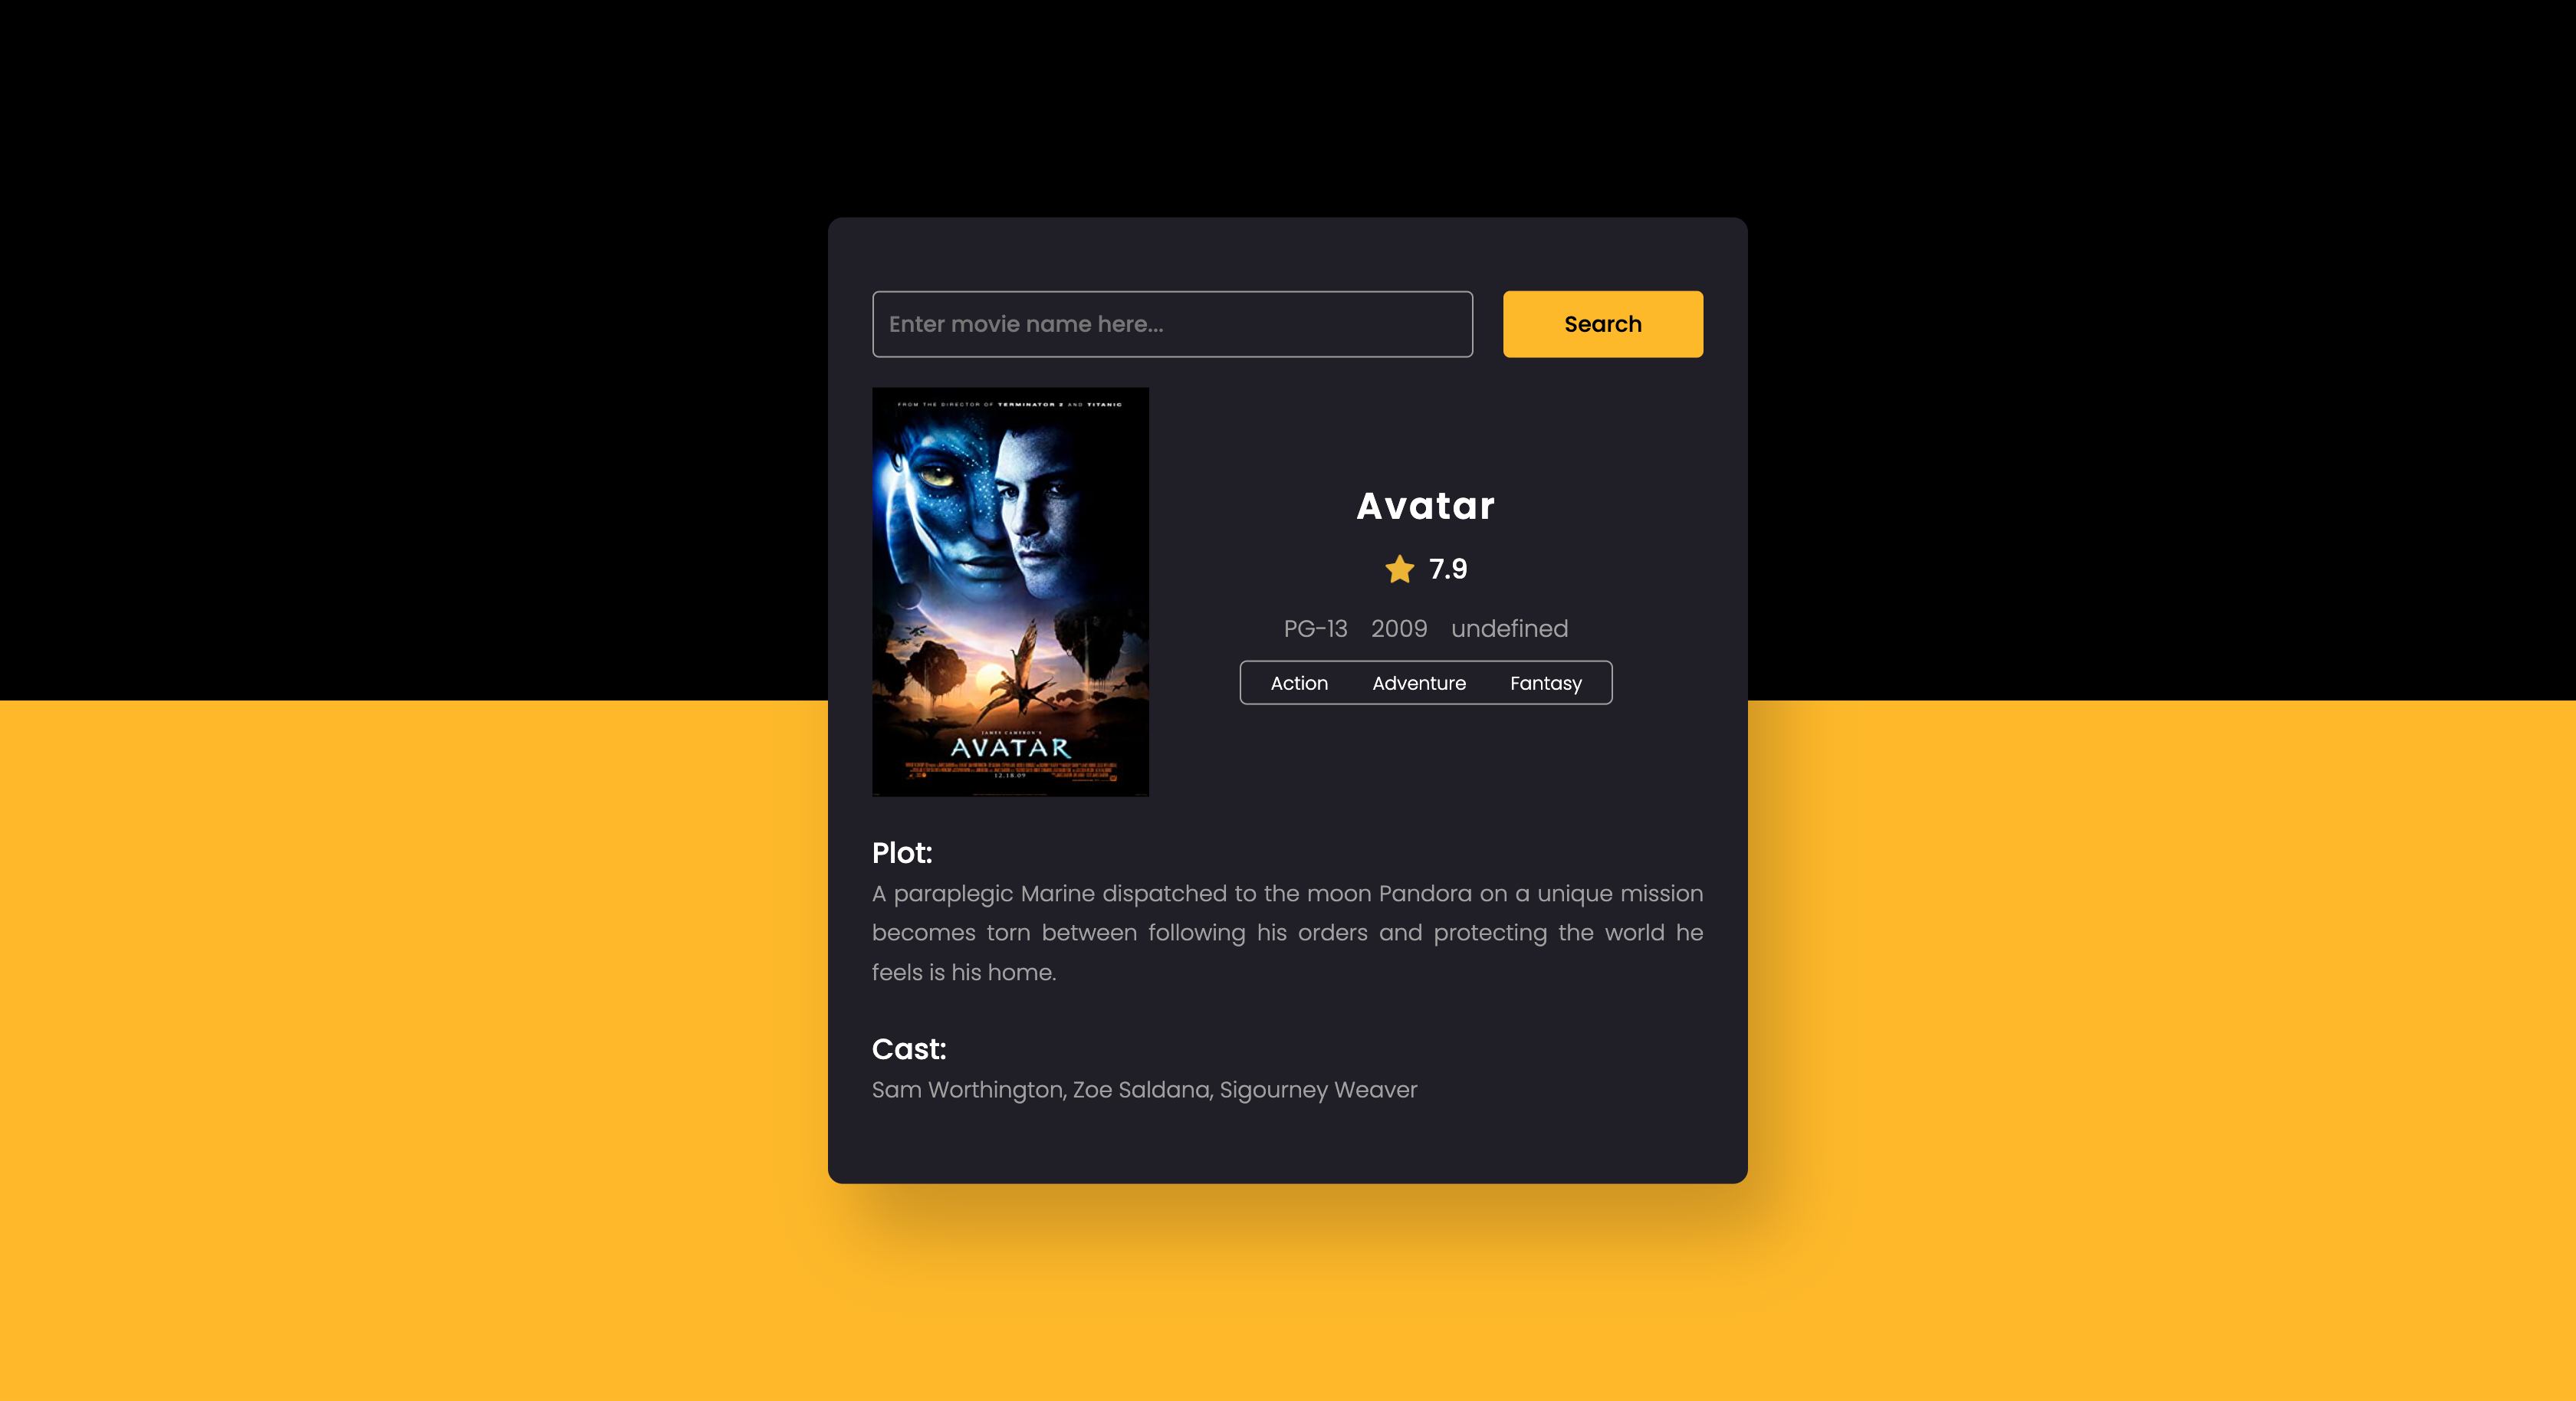 Enter movie name here...
Search
FROM THE DIRECTOR OF TERMINATOR 2 AND TITANIC
JAMES CAMERON'S
AVATAR
12.18.09
Avatar
7.9
PG-13 2009 undefined
Action Adventure Fantasy
Plot:
A paraplegic Marine dispatched to the moon Pandora on a unique mission
becomes torn between following his orders and protecting the world he
feels is his home.
Cast:
Sam Worthington, Zoe Saldana, Sigourney Weaver